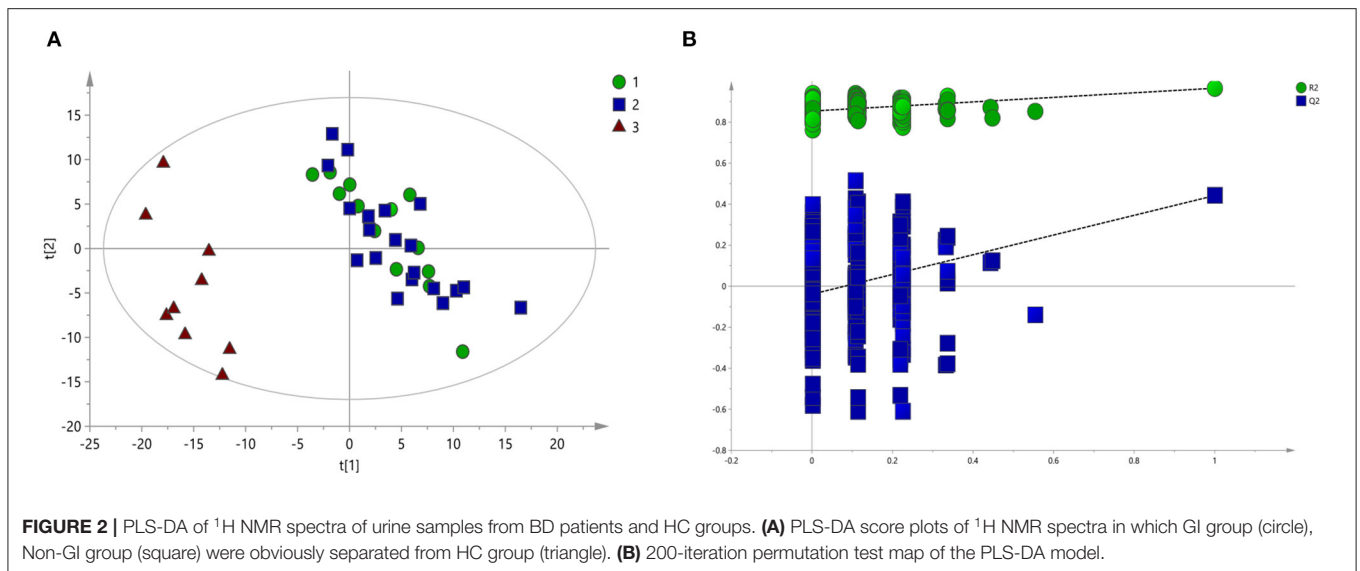 A
B
1
2
3
15
10
5
0
-5
-10
-15
-20
t[2]
-25 -20 -15 -10 -5 0 5 10 15 20
t[1]
R2
Q2
0.8
0.6
0.4
0.2
0
-0.2
-0.4
-0.6
-0.8
-0.2 0 0.2 0.4 0.6 0.8 1
FIGURE 2 | PLS-DA of ¹H NMR spectra of urine samples from BD patients and HC groups. (A) PLS-DA score plots of ¹H NMR spectra in which GI group (circle),
Non-GI group (square) were obviously separated from HC group (triangle). (B) 200-iteration permutation test map of the PLS-DA model.